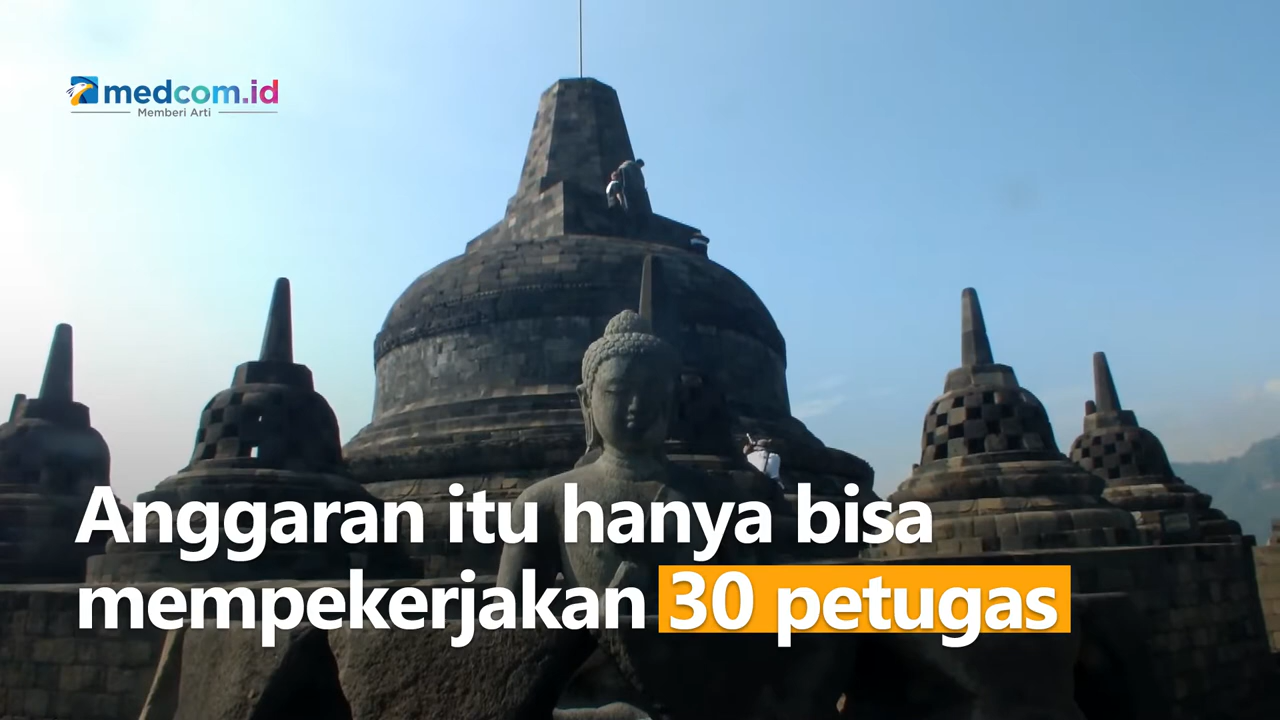 medcom.id
Memberi Arti
Anggaran itu hanya bisa
mempekerjakan 30 petugas